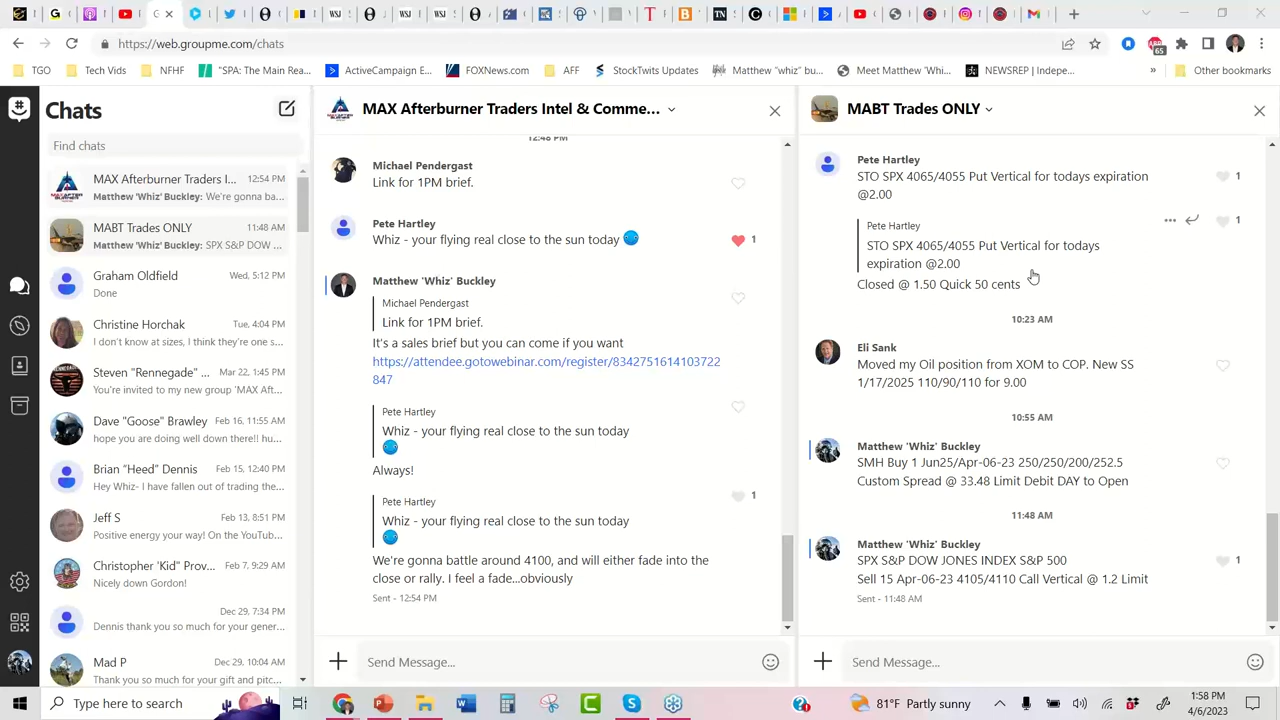 https://web.groupme.com/chats
65
TGO
Tech Vids
NFHF
"SPA: The Main Rea...
ActiveCampaign E...
FOXNews.com
AFF
StockTwits Updates
Matthew "whiz" bu...
Meet Matthew 'Whi...
NEWSREP | Indepe...
»
Other bookmarks
Chats
Find chats
MAX Afterburner Traders I... 12:54 PM
Matthew 'Whiz' Buckley: We're gonna ba...
MABT Trades ONLY 11:48 AM
Matthew 'Whiz' Buckley: SPX S&P DOW ...
Graham Oldfield Wed, 5:12 PM
Done
Christine Horchak Tue, 4:04 PM
I don't know at sizes, I think they're one s...
Steven "Rennegade" ... Mar 22, 1:45 PM
You're invited to my new group 'MAX Aft...
Dave "Goose" Brawley Feb 16, 11:55 AM
hope you are doing well down there!! hu...
Brian "Heed" Dennis Feb 15, 12:40 PM
Hey Whiz- I have fallen out of trading the...
Jeff S Feb 13, 8:51 PM
Positive energy your way! On the YouTub...
Christopher 'Kid" Prov... Feb 7, 9:29 AM
Nicely down Gordon!
Dec 29, 7:34 PM
Dennis thank you so much for your gener...
Mad P Dec 29, 10:04 AM
Thank you so much for your gift and pitc...
MAX Afterburner Traders Intel & Comme...
12:48 PM
Michael Pendergast
Link for 1PM brief.
Pete Hartley
Whiz - your flying real close to the sun today
1
Matthew 'Whiz' Buckley
Michael Pendergast
Link for 1PM brief.
It's a sales brief but you can come if you want
https://attendee.gotowebinar.com/register/8342751614103722
847
Pete Hartley
Whiz - your flying real close to the sun today
Always!
Pete Hartley
1
Whiz - your flying real close to the sun today
We're gonna battle around 4100, and will either fade into the
close or rally. I feel a fade...obviously
Sent - 12:54 PM
Send Message...
MABT Trades ONLY
Pete Hartley
STO SPX 4065/4055 Put Vertical for todays expiration
@2.00
1
Pete Hartley
1
STO SPX 4065/4055 Put Vertical for todays
expiration @2.00
Closed @ 1.50 Quick 50 cents
10:23 AM
Eli Sank
Moved my Oil position from XOM to COP. New SS
1/17/2025 110/90/110 for 9.00
10:55 AM
Matthew 'Whiz' Buckley
SMH Buy 1 Jun25/Apr-06-23 250/250/200/252.5
Custom Spread @ 33.48 Limit Debit DAY to Open
11:48 AM
Matthew 'Whiz' Buckley
SPX S&P DOW JONES INDEX S&P 500
1
Sell 15 Apr-06-23 4105/4110 Call Vertical @ 1.2 Limit
Sent - 11:48 AM
Send Message...
Type here to search
81°F Partly sunny
1:58 PM
4/6/2023